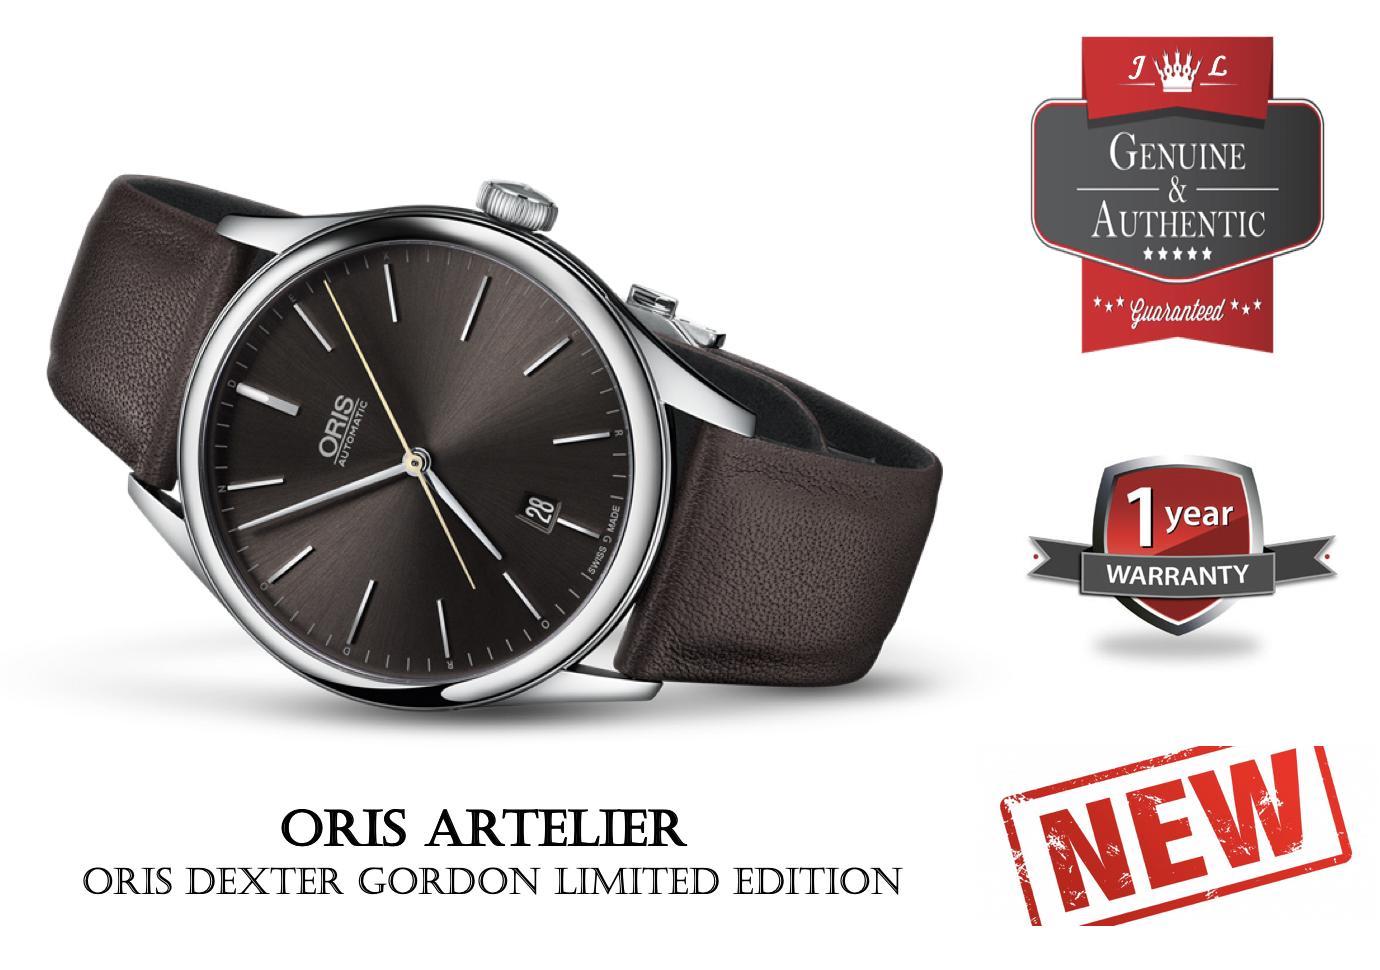 J L
GENUINE
&
AUTHENTIC
Guaranteed
ORIS
AUTOMATIC
28
SWISS MADE
D E X T E R
G O R D O N
1 year
WARRANTY
NEW
ORIS ARTELIER
ORIS DEXTER GORDON LIMITED EDITION